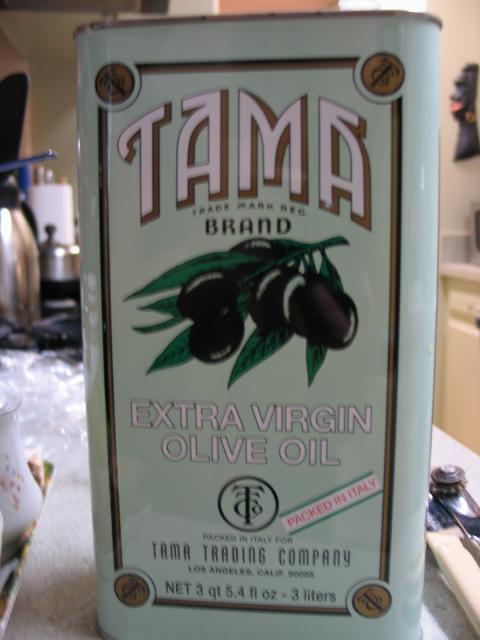 TAMA
TRADE MARK REG.
BRAND
EXTRA VIRGIN
OLIVE OIL
PACKED IN ITALY
PACKED IN ITALY FOR
TAMA TRADING COMPANY
LOS ANGELES, CALIF. 90058
NET 3 qt 5.4 fl oz - 3 liters